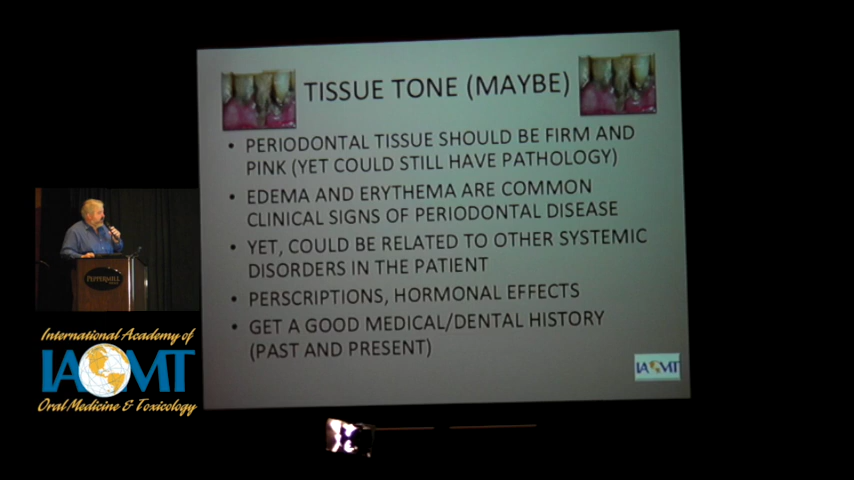 TISSUE TONE (MAYBE)
• PERIODONTAL TISSUE SHOULD BE FIRM AND
PINK (YET COULD STILL HAVE PATHOLOGY)
• EDEMA AND ERYTHEMA ARE COMMON
CLINICAL SIGNS OF PERIODONTAL DISEASE
• YET, COULD BE RELATED TO OTHER SYSTEMIC
DISORDERS IN THE PATIENT
• PERSCRIPTIONS, HORMONAL EFFECTS
• GET A GOOD MEDICAL/DENTAL HISTORY
(PAST AND PRESENT)
IAOMT
PEPPERMILL
International Academy of
IAOMT
Oral Medicine & Toxicology